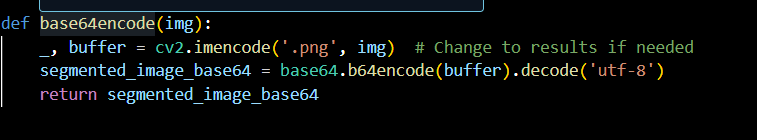 def base64encode(img):
    _, buffer = cv2.imencode('.png', img)  # Change to results if needed
    segmented_image_base64 = base64.b64encode(buffer).decode('utf-8')
    return segmented_image_base64